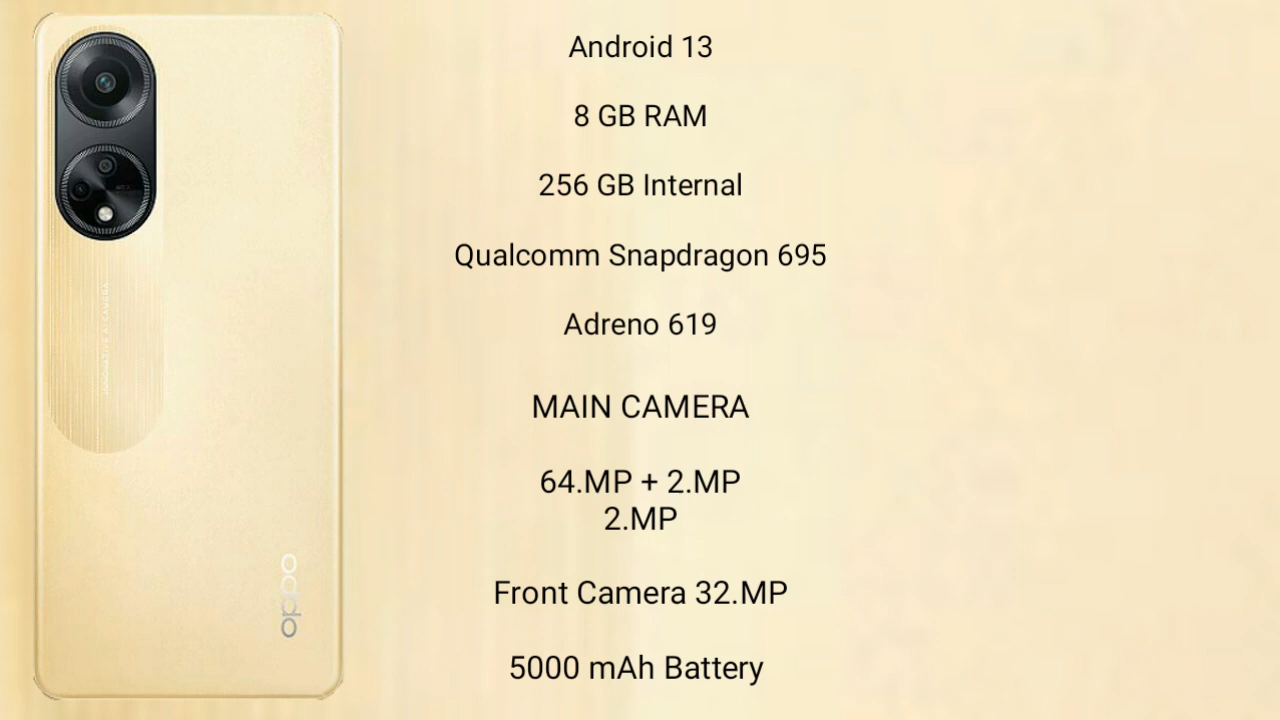 Android 13
8 GB RAM
256 GB Internal
Qualcomm Snapdragon 695
Adreno 619
MAIN CAMERA
64.MP + 2.MP
2.MP
Front Camera 32.MP
5000 mAh Battery
oppo